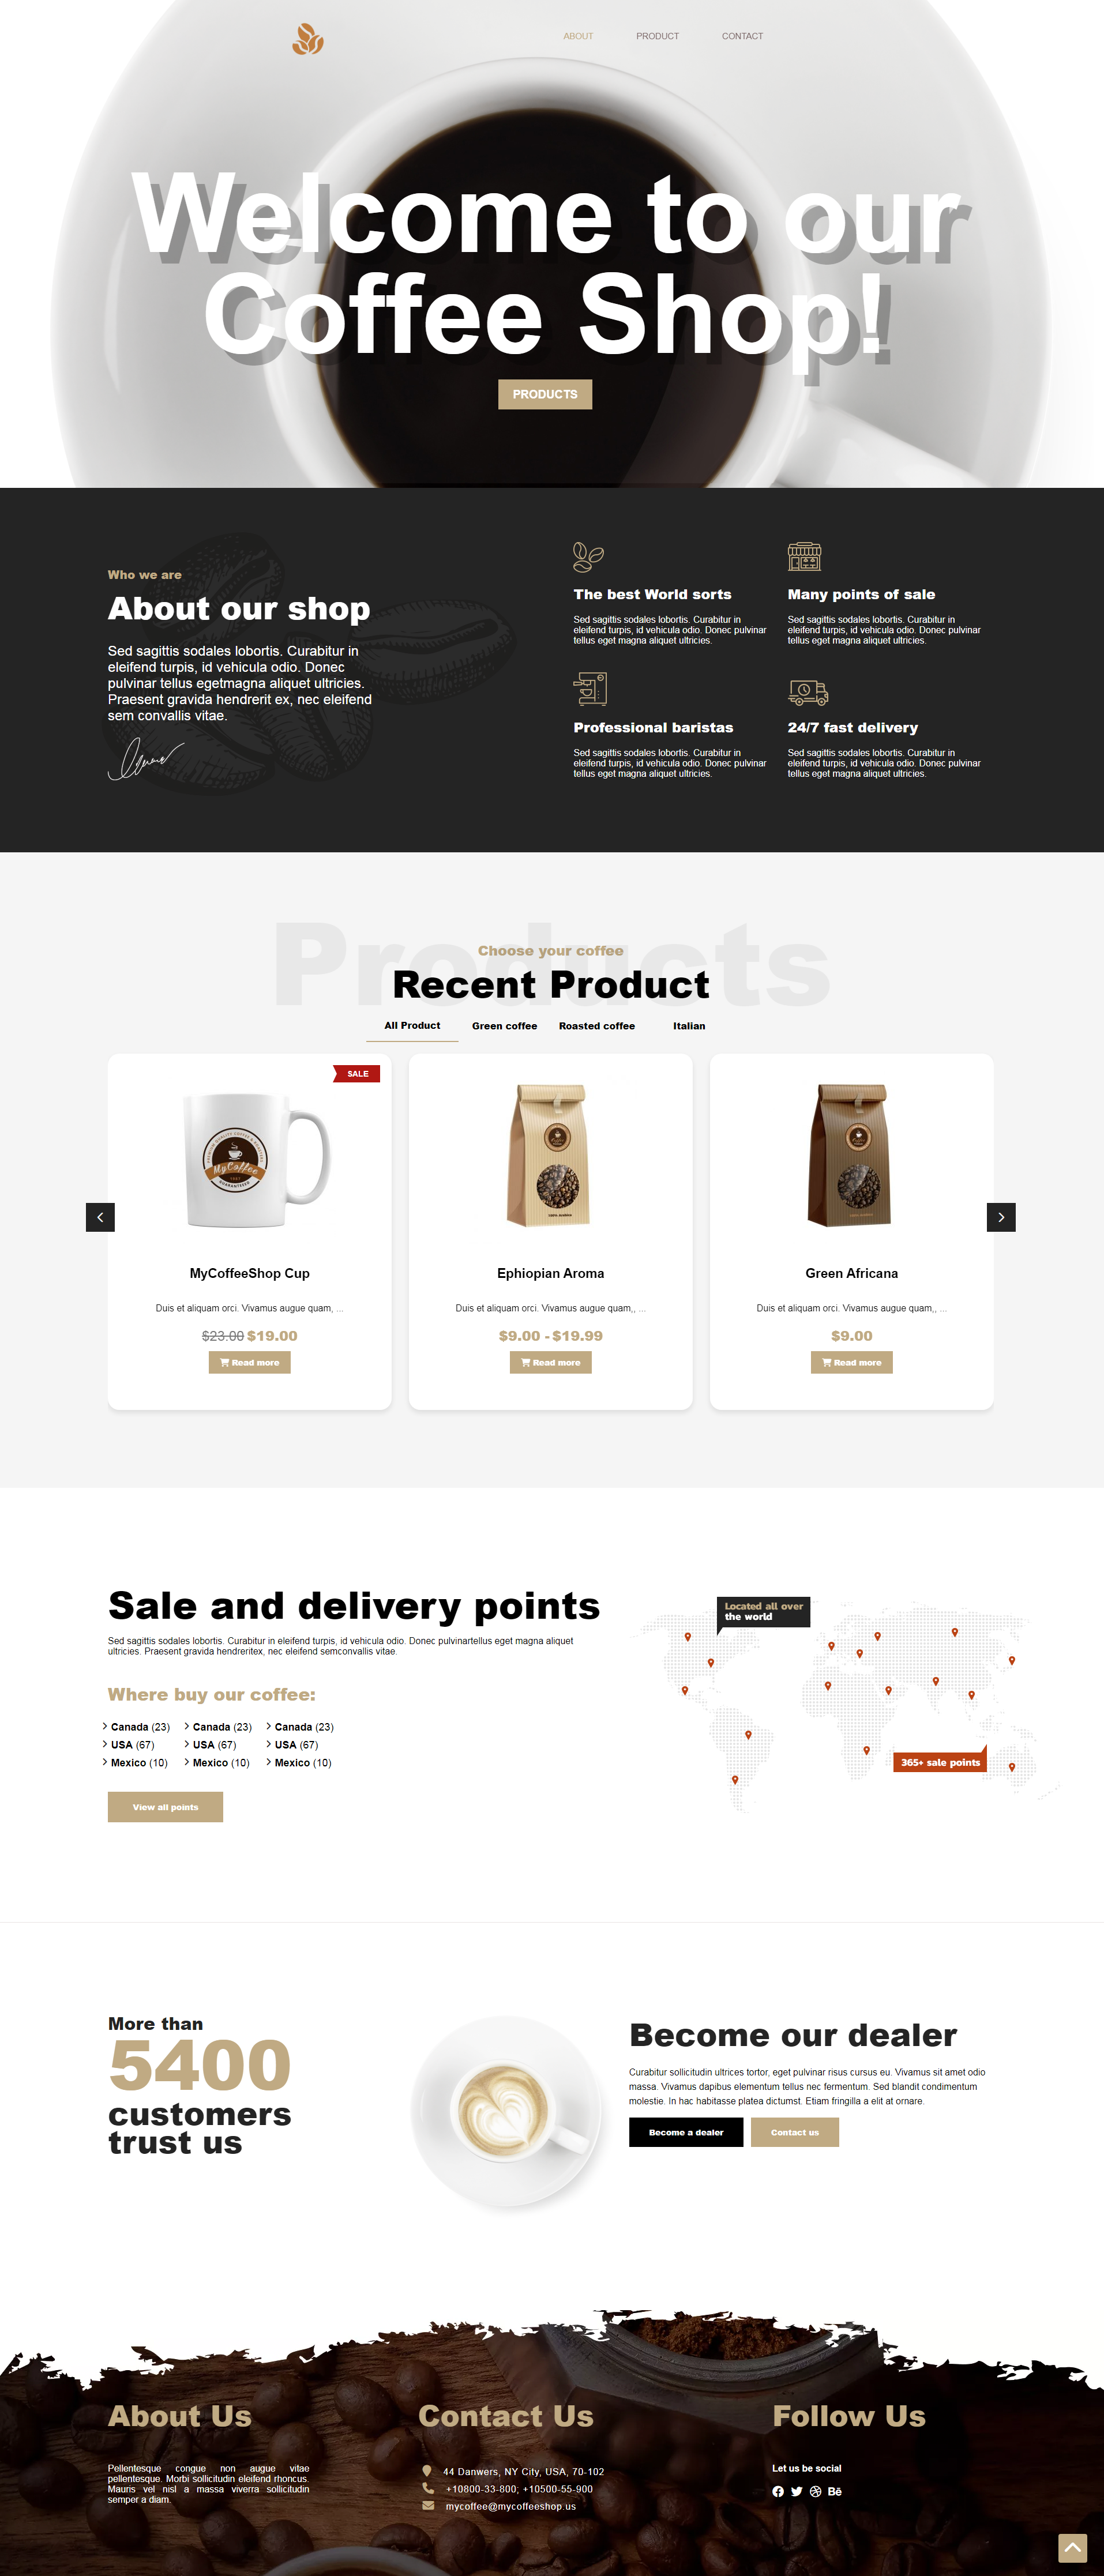 ABOUT
PRODUCT
CONTACT
Welcome to our
Coffee Shop!
PRODUCTS
Who we are
About our shop
Sed sagittis sodales lobortis. Curabitur in
eleifend turpis, id vehicula odio. Donec
pulvinar tellus egetmagna aliquet ultricies.
Praesent gravida hendrerit ex, nec eleifend
sem convallis vitae.
The best World sorts
Sed sagittis sodales lobortis. Curabitur in
eleifend turpis, id vehicula odio. Donec pulvinar
tellus eget magna aliquet ultricies.
Many points of sale
Sed sagittis sodales lobortis. Curabitur in
eleifend turpis, id vehicula odio. Donec pulvinar
tellus eget magna aliquet ultricies.
Professional baristas
Sed sagittis sodales lobortis. Curabitur in
eleifend turpis, id vehicula odio. Donec pulvinar
tellus eget magna aliquet ultricies.
24/7 fast delivery
Sed sagittis sodales lobortis. Curabitur in
eleifend turpis, id vehicula odio. Donec pulvinar
tellus eget magna aliquet ultricies.
Products
Choose your coffee
Recent Product
All Product
Green coffee
Roasted coffee
Italian
SALE
MyCoffee
GUARANTEED
MyCoffeeShop Cup
Duis et aliquam orci. Vivamus augue quam, ...
$23.00 $19.00
Read more
Ephiopian Aroma
Duis et aliquam orci. Vivamus augue quam,, ...
$9.00 - $19.99
Read more
Green Africana
Duis et aliquam orci. Vivamus augue quam,, ...
$9.00
Read more
Sale and delivery points
Sed sagittis sodales lobortis. Curabitur in eleifend turpis, id vehicula odio. Donec pulvinartellus eget magna aliquet
ultricies. Praesent gravida hendreritex, nec eleifend semconvallis vitae.
Where buy our coffee:
Canada (23)
USA (67)
Mexico (10)
Canada (23)
USA (67)
Mexico (10)
Canada (23)
USA (67)
Mexico (10)
View all points
Located all over
the world
365+ sale points
More than
5400
customers
trust us
Become our dealer
Curabitur sollicitudin ultrices tortor, eget pulvinar risus cursus eu. Vivamus sit amet odio
massa. Vivamus dapibus elementum tellus nec fermentum. Sed blandit condimentum
molestie. In hac habitasse platea dictumst. Etiam fringilla a elit at ornare.
Become a dealer
Contact us
About Us
Pellentesque congue non augue vitae
pellentesque. Morbi sollicitudin eleifend rhoncus.
Mauris vel nisl a massa viverra sollicitudin
semper a diam.
Contact Us
44 Danwers, NY City, USA, 70-102
+10800-33-800; +10500-55-900
mycoffee@mycoffeeshop.us
Follow Us
Let us be social
Bē